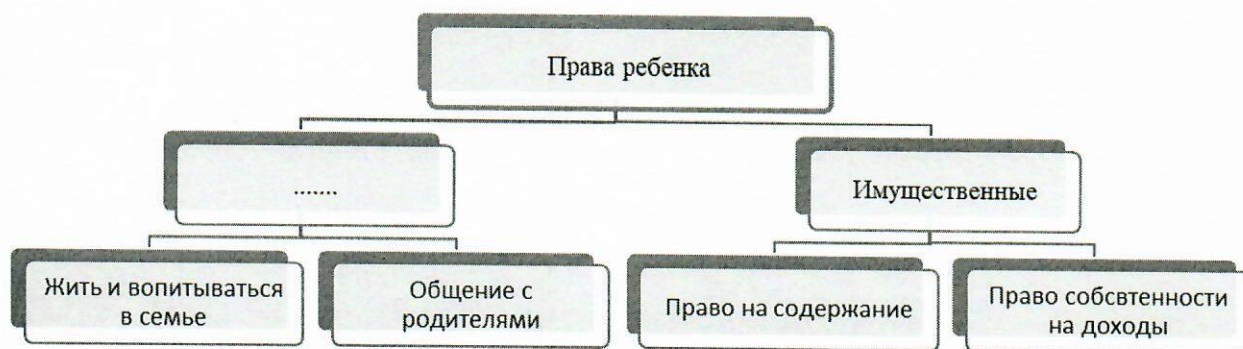 Права ребенка
.......
Имущественные
Жить и вопитываться
в семье
Общение с
родителями
Право на содержание
Право собсвтенности
на доходы